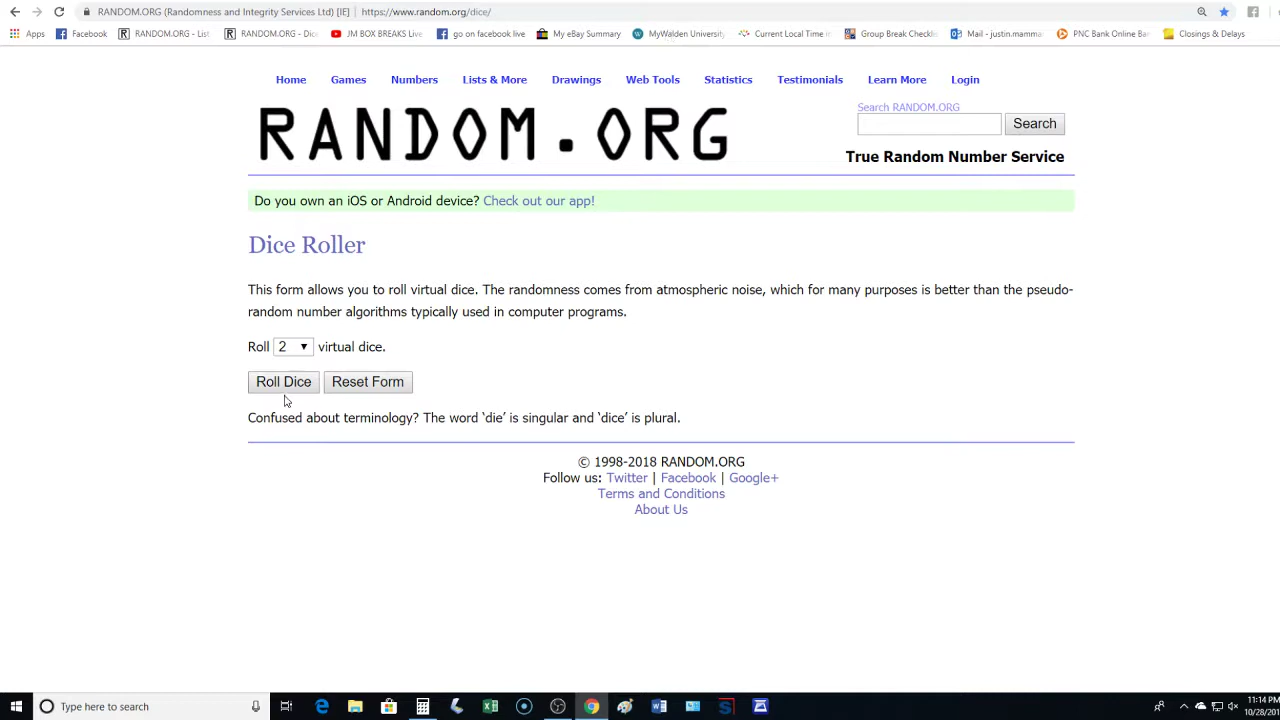 RANDOM.ORG (Randomness and Integrity Services Ltd) [IE] | https://www.random.org/dice/
Apps Facebook RANDOM.ORG - List RANDOM.ORG - Dic JM BOX BREAKS Live go on facebook live My eBay Summary MyWalden University Current Local Time in Group Break Checkli Mail - justin.mamma PNC Bank Online Ban Closings & Delays
Home Games Numbers Lists & More Drawings Web Tools Statistics Testimonials Learn More Login
RANDOM.ORG
Search RANDOM.ORG
Search
True Random Number Service
Do you own an iOS or Android device? Check out our app!
Dice Roller
This form allows you to roll virtual dice. The randomness comes from atmospheric noise, which for many purposes is better than the pseudo-
random number algorithms typically used in computer programs.
Roll 2 virtual dice.
Roll Dice Reset Form
Confused about terminology? The word ‘die’ is singular and ‘dice’ is plural.
© 1998-2018 RANDOM.ORG
Follow us: Twitter | Facebook | Google+
Terms and Conditions
About Us
Type here to search
11:14 PM
10/28/201